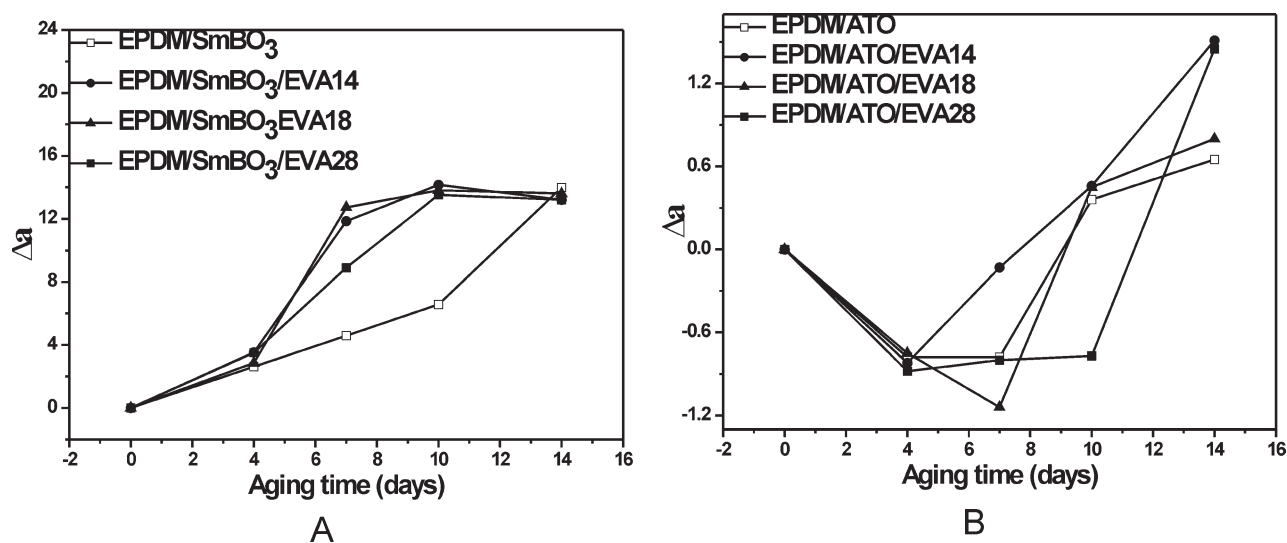 24
20
16
12
8
4
0
Δa
EPDM/SmBO3
EPDM/SmBO3/EVA14
EPDM/SmBO3EVA18
EPDM/SmBO3/EVA28
-2 0 2 4 6 8 10 12 14 16
Aging time (days)
A
1.2
0.6
0.0
-0.6
-1.2
Δa
EPDM/ATO
EPDM/ATO/EVA14
EPDM/ATO/EVA18
EPDM/ATO/EVA28
-2 0 2 4 6 8 10 12 14 16
Aging time (days)
B